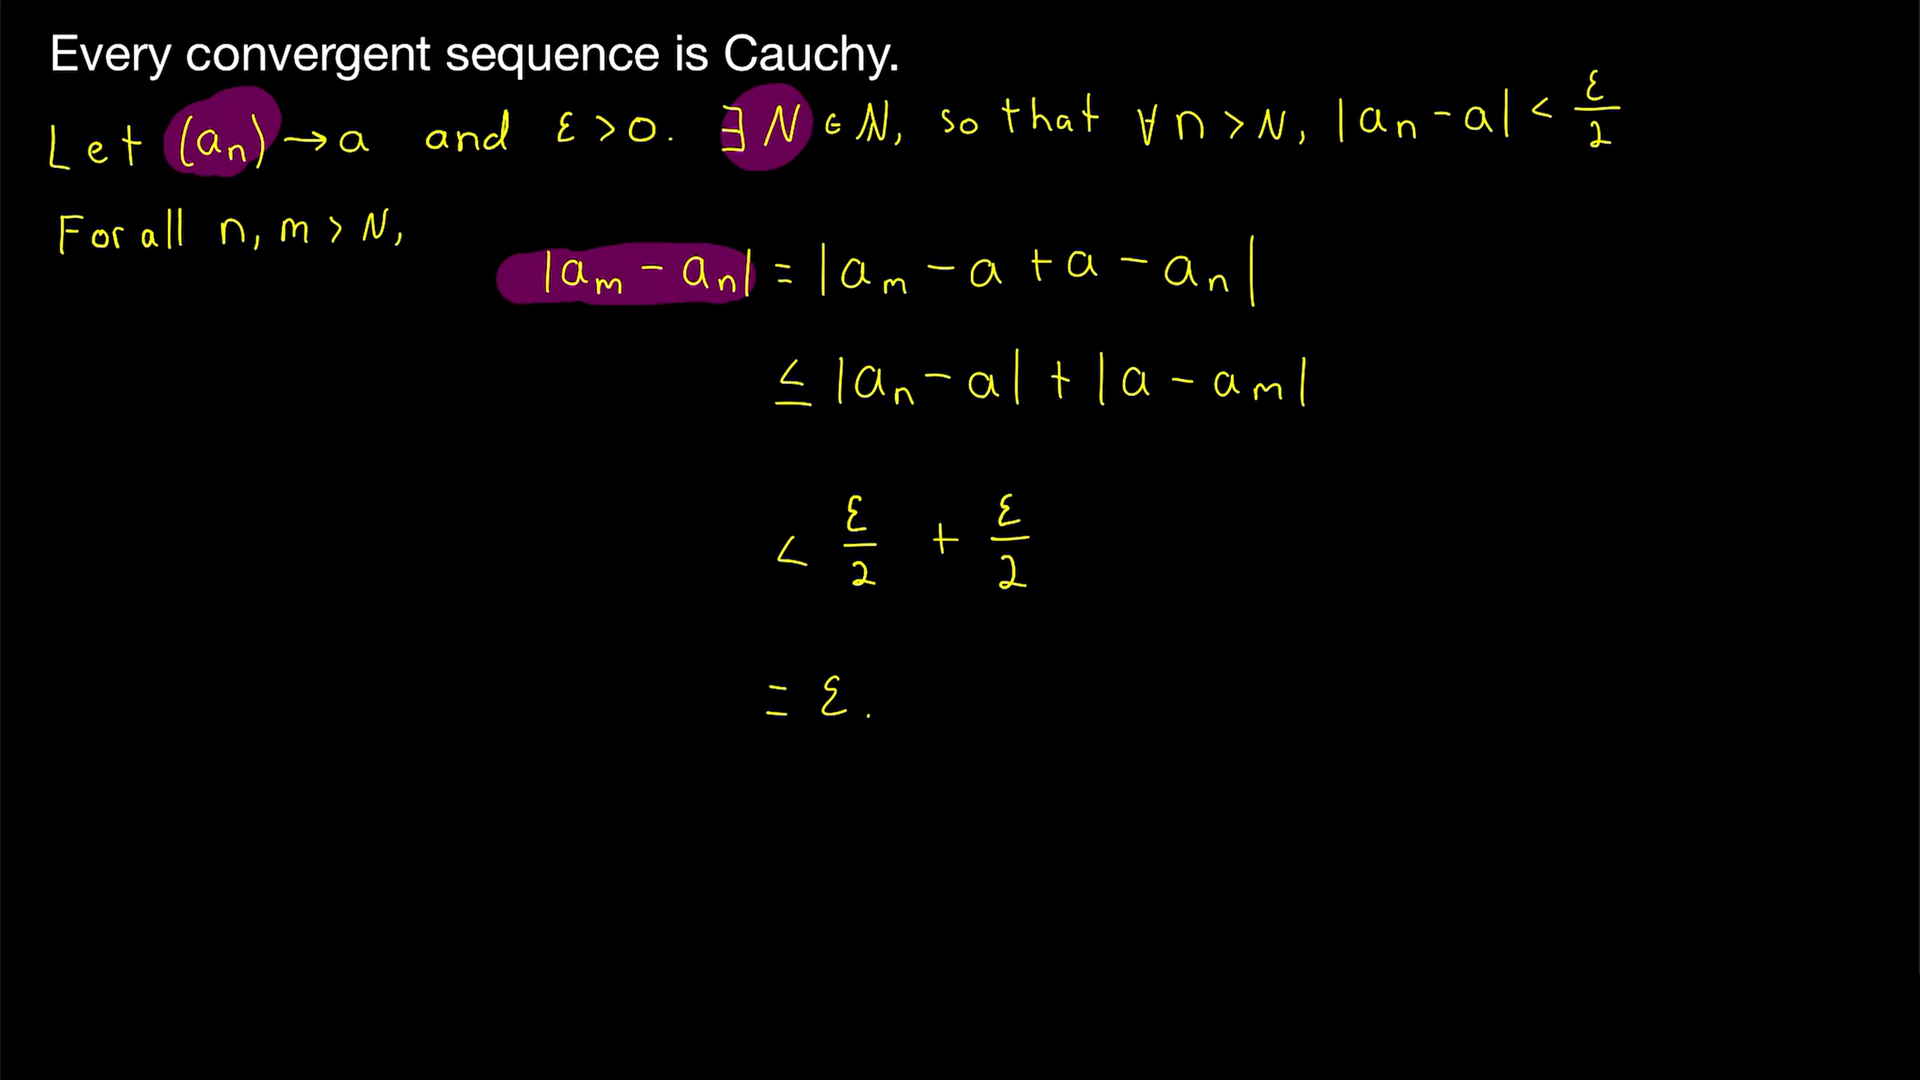 Every convergent sequence is Cauchy.
Let (aₙ) → a and ε > 0. ∃ N ∈ ℕ, so that ∀ n > N, |aₙ - a| < ε/2
For all n, m > N,
|aₘ - aₙ| = |aₘ - a + a - aₙ|
≤ |aₙ - a| + |a - aₘ|
< ε/2 + ε/2
= ε.